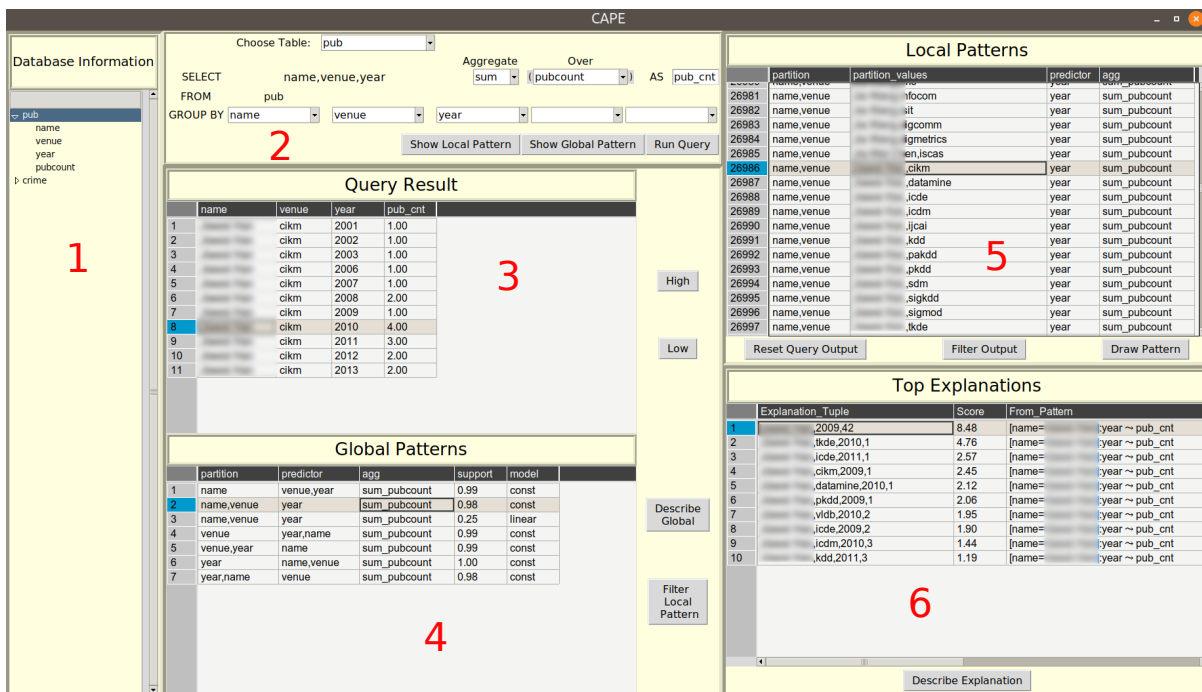 CAPE
Database Information
pub
name
venue
year
pubcount
crime
1
Choose Table: pub
Aggregate Over
SELECT name,venue,year sum (pubcount) AS pub_cnt
FROM pub
GROUP BY name venue year
2
Show Local Pattern Show Global Pattern Run Query
Query Result
name venue year pub_cnt
1 cikm 2001 1.00
2 cikm 2002 1.00
3 cikm 2003 1.00
4 cikm 2006 1.00
5 cikm 2007 1.00
6 cikm 2008 2.00
7 cikm 2009 1.00
8 cikm 2010 4.00
9 cikm 2011 3.00
10 cikm 2012 2.00
11 cikm 2013 2.00
3
High
Low
Global Patterns
partition predictor agg support model
1 name venue,year sum_pubcount 0.99 const
2 name,venue year sum_pubcount 0.98 const
3 name,venue year sum_pubcount 0.25 linear
4 venue year,name sum_pubcount 0.99 const
5 venue,year name sum_pubcount 0.99 const
6 year name,venue sum_pubcount 1.00 const
7 year,name venue sum_pubcount 0.98 const
4
Describe
Global
Filter
Local
Pattern
Local Patterns
partition partition_values predictor agg
26981 name,venue infocom year sum_pubcount
26982 name,venue year sum_pubcount
26983 name,venue year sum_pubcount
26984 name,venue year sum_pubcount
26985 name,venue en,iscas year sum_pubcount
26986 name,venue ,cikm year sum_pubcount
26987 name,venue ,datamine year sum_pubcount
26988 name,venue ,icde year sum_pubcount
26989 name,venue ,icdm year sum_pubcount
26990 name,venue ,ijcai year sum_pubcount
26991 name,venue ,kdd year sum_pubcount
26992 name,venue ,pakdd year sum_pubcount
26993 name,venue ,pkdd year sum_pubcount
26994 name,venue ,sdm year sum_pubcount
26995 name,venue ,sigkdd year sum_pubcount
26996 name,venue ,sigmod year sum_pubcount
26997 name,venue ,tkde year sum_pubcount
5
Reset Query Output Filter Output Draw Pattern
Top Explanations
Explanation_Tuple Score From_Pattern
1 ,2009,42 8.48 [name= :year ⤳ pub_cnt
2 ,tkde,2010,1 4.76 [name= :year ⤳ pub_cnt
3 ,icde,2011,1 2.57 [name= :year ⤳ pub_cnt
4 ,cikm,2009,1 2.45 [name= :year ⤳ pub_cnt
5 ,datamine,2010,1 2.12 [name= :year ⤳ pub_cnt
6 ,pkdd,2009,1 2.06 [name= :year ⤳ pub_cnt
7 ,vldb,2010,2 1.95 [name= :year ⤳ pub_cnt
8 ,icde,2009,2 1.90 [name= :year ⤳ pub_cnt
9 ,icdm,2010,3 1.44 [name= :year ⤳ pub_cnt
10 ,kdd,2011,3 1.19 [name= :year ⤳ pub_cnt
6
Describe Explanation